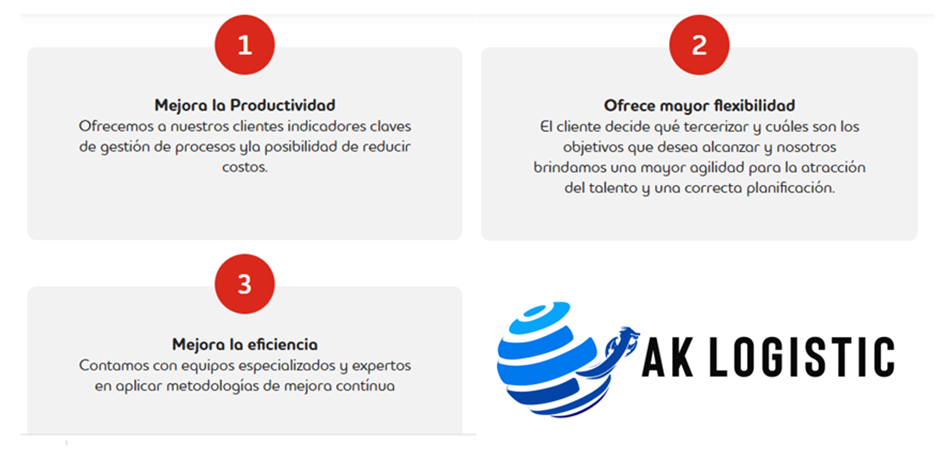 1
Mejora la Productividad
Ofrecemos a nuestros clientes indicadores claves
de gestión de procesos yla posibilidad de reducir
costos.
2
Ofrece mayor flexibilidad
El cliente decide qué tercerizar y cuáles son los
objetivos que desea alcanzar y nosotros
brindamos una mayor agilidad para la atracción
del talento y una correcta planificación.
3
Mejora la eficiencia
Contamos con equipos especializados y expertos
en aplicar metodologías de mejora contínua
AK LOGISTIC